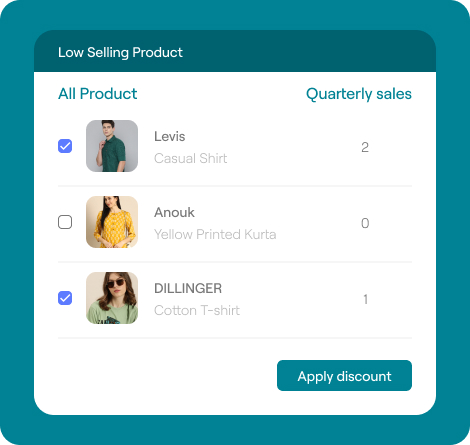 Low Selling Product
All Product Quarterly sales
Levis
Casual Shirt
2
Anouk
Yellow Printed Kurta
0
DILLINGER
Cotton T-shirt
1
Apply discount